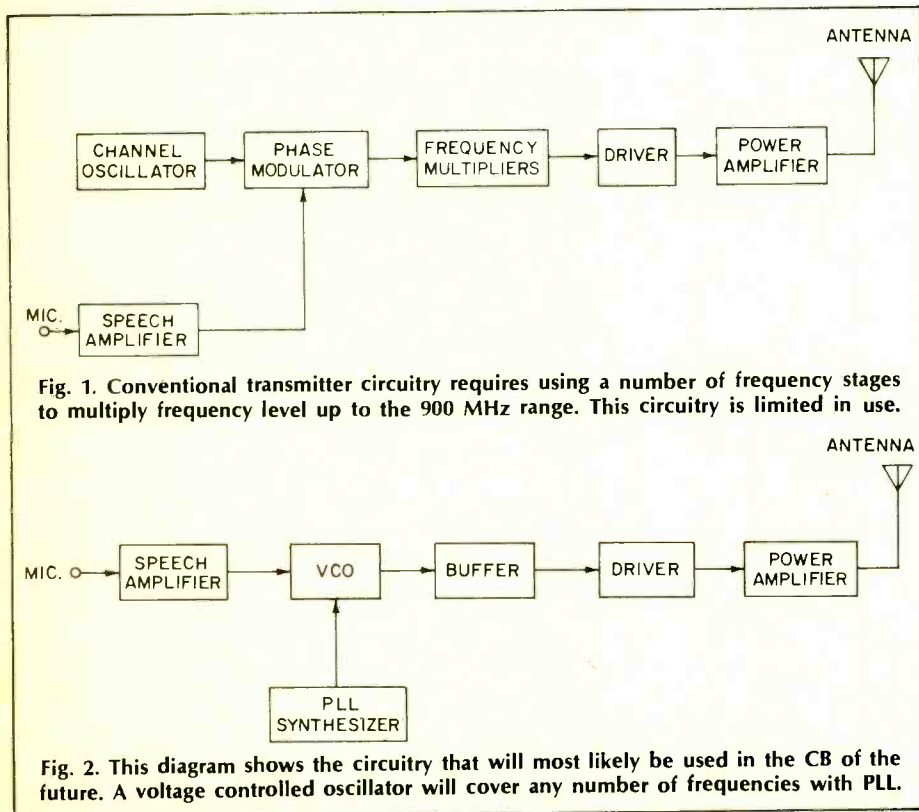 ANTENNA
CHANNEL
OSCILLATOR
PHASE
MODULATOR
FREQUENCY
MULTIPLIERS
DRIVER
POWER
AMPLIFIER
MIC.
SPEECH
AMPLIFIER
Fig. 1. Conventional transmitter circuitry requires using a number of frequency stages
to multiply frequency level up to the 900 MHz range. This circuitry is limited in use.
ANTENNA
MIC.
SPEECH
AMPLIFIER
VCO
BUFFER
DRIVER
POWER
AMPLIFIER
PLL
SYNTHESIZER
Fig. 2. This diagram shows the circuitry that will most likely be used in the CB of the
future. A voltage controlled oscillator will cover any number of frequencies with PLL.